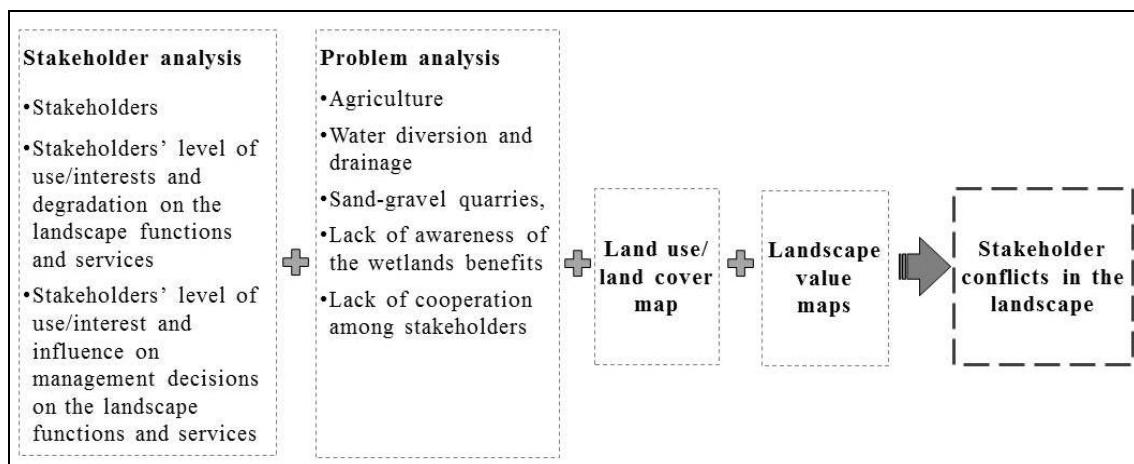 Stakeholder analysis
•Stakeholders
•Stakeholders’ level of
use/interests and
degradation on the
landscape functions
and services
•Stakeholders’ level of
use/interest and
influence on
management decisions
on the landscape
functions and services
Problem analysis
•Agriculture
•Water diversion and
drainage
•Sand-gravel quarries,
•Lack of awareness of
the wetlands benefits
•Lack of cooperation
among stakeholders
Land use/
land cover
map
Landscape
value
maps
Stakeholder
conflicts in the
landscape